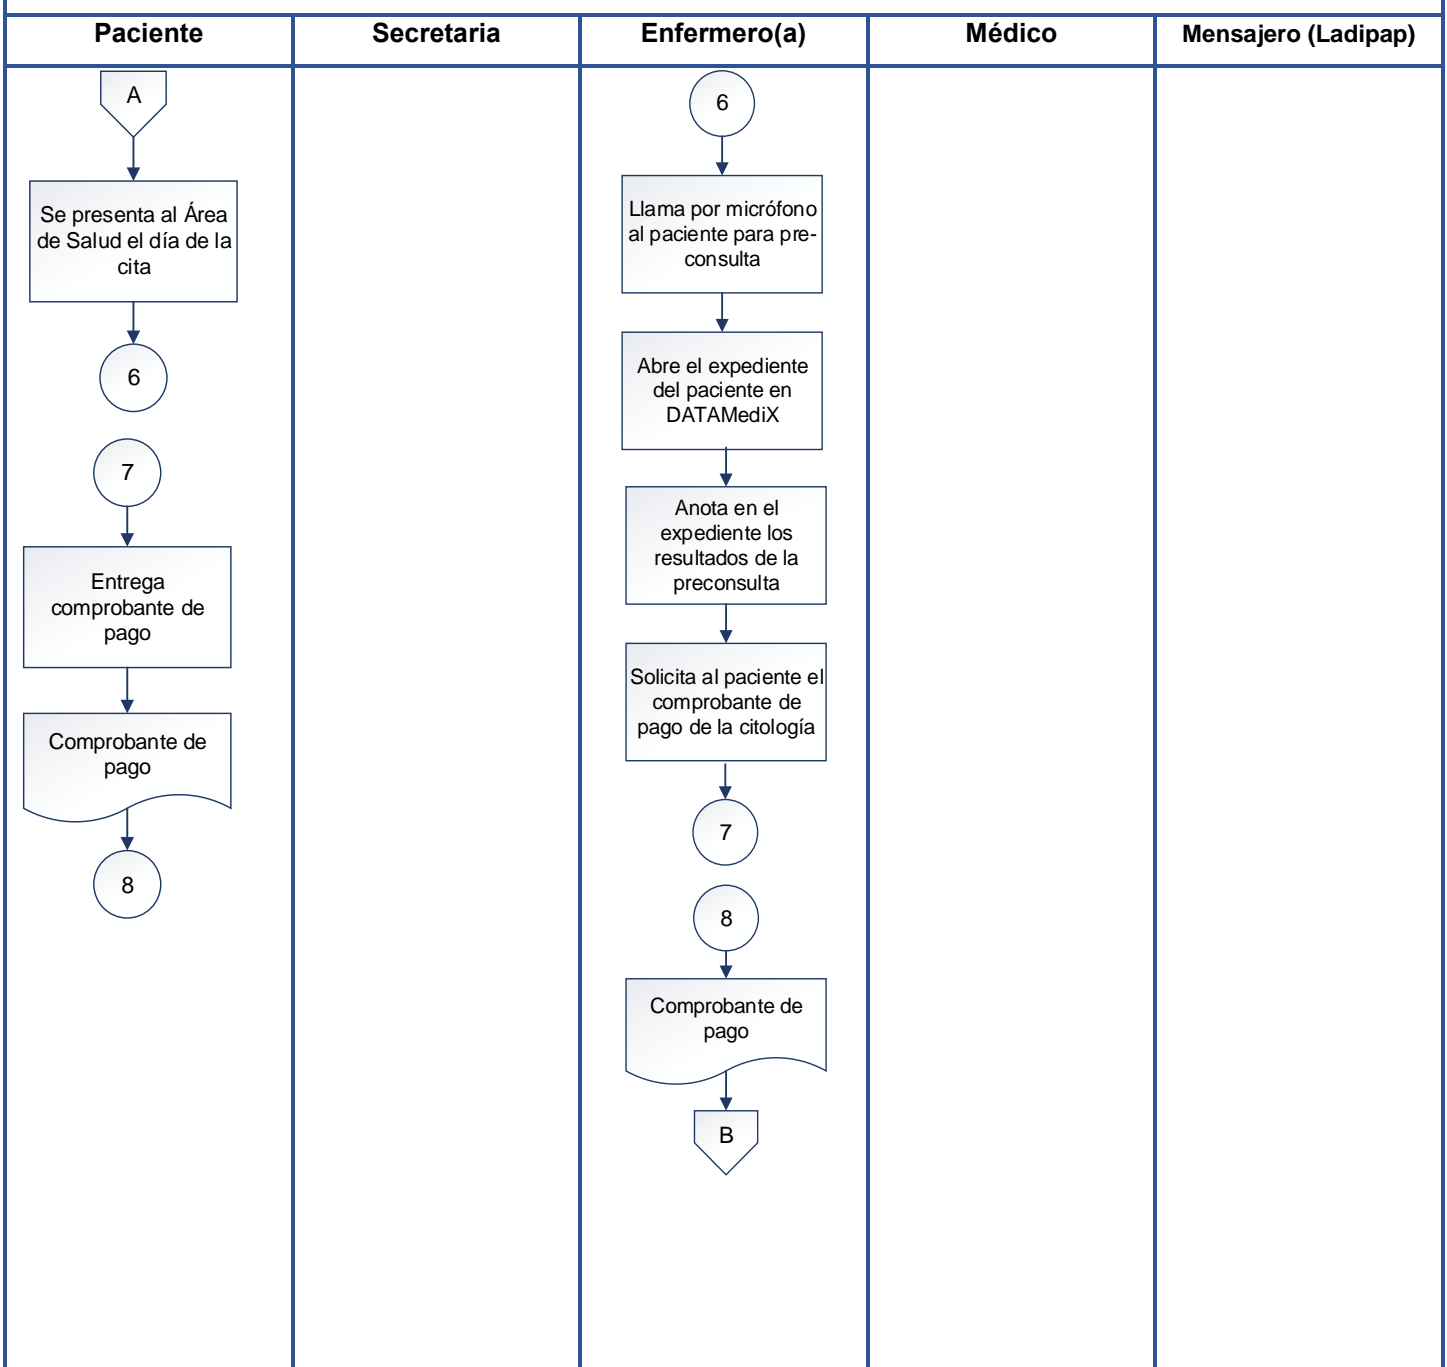 Paciente
Secretaria
Enfermero(a)
Médico
Mensajero (Ladipap)
A
Se presenta al Área
de Salud el día de la
cita
6
7
Entrega
comprobante de
pago
Comprobante de
pago
8
6
Llama por micrófono
al paciente para pre-
consulta
Abre el expediente
del paciente en
DATAMediX
Anota en el
expediente los
resultados de la
preconsulta
Solicita al paciente el
comprobante de
pago de la citología
7
8
Comprobante de
pago
B